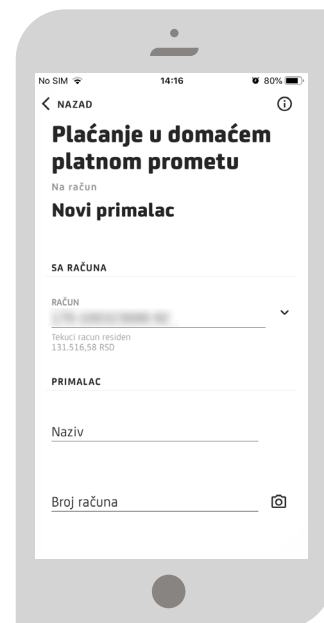 No SIM 14:16 80%
NAZAD
Plaćanje u domaćem
platnom prometu
Na račun
Novi primalac
SA RAČUNA
RAČUN
Tekuci racun residen
131.516,58 RSD
PRIMALAC
Naziv
Broj računa